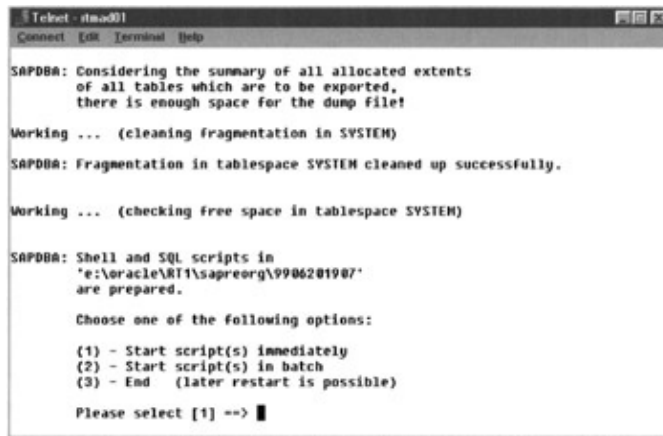 Telnet - rtmad01
Connect Edit Terminal Help
SAPDBA: Considering the summary of all allocated extents
of all tables which are to be exported,
there is enough space for the dump file!
Working ... (cleaning fragmentation in SYSTEM)
SAPDBA: Fragmentation in tablespace SYSTEM cleaned up successfully.
Working ... (checking free space in tablespace SYSTEM)
SAPDBA: Shell and SQL scripts in
'e:\oracle\RT1\sapreorg\9906201907'
are prepared.
Choose one of the following options:
(1) - Start script(s) immediately
(2) - Start script(s) in batch
(3) - End (later restart is possible)
Please select [1] -->